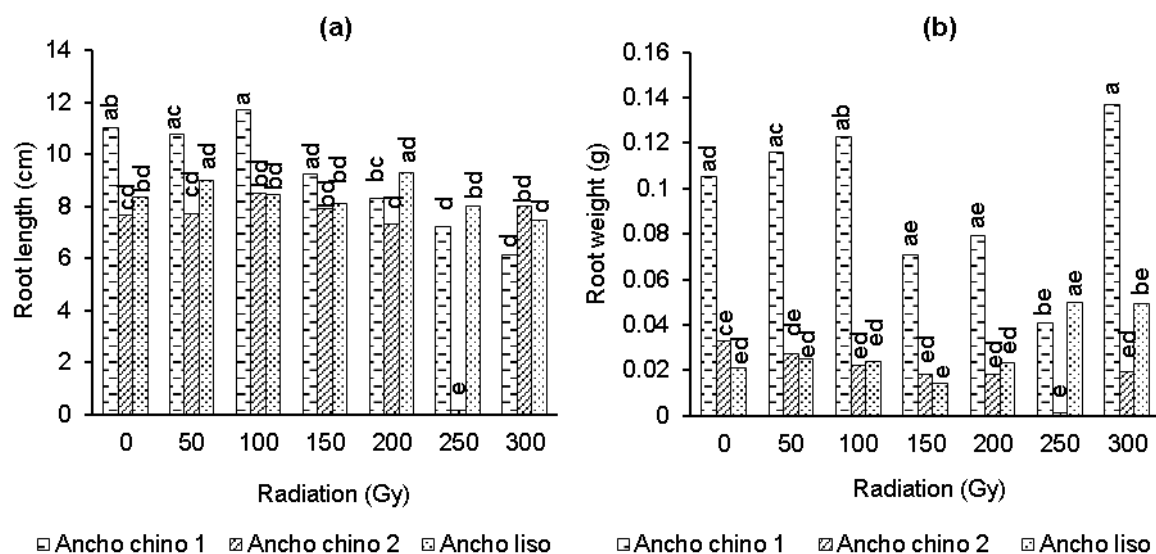 (a)
Root length (cm)
14
12
10
8
6
4
2
0
ab cd bd
ac cd ad
a bd bd
ad bd bd
bc d ad
d e bd
d bd d
0 50 100 150 200 250 300
Radiation (Gy)
Ancho chino 1 Ancho chino 2 Ancho liso
(b)
Root weight (g)
0.16
0.14
0.12
0.1
0.08
0.06
0.04
0.02
0
ad ce ed
ac de ed
ab ed ed
ae ed e
ae ed ed
be e ae
a ed be
0 50 100 150 200 250 300
Radiation (Gy)
Ancho chino 1 Ancho chino 2 Ancho liso